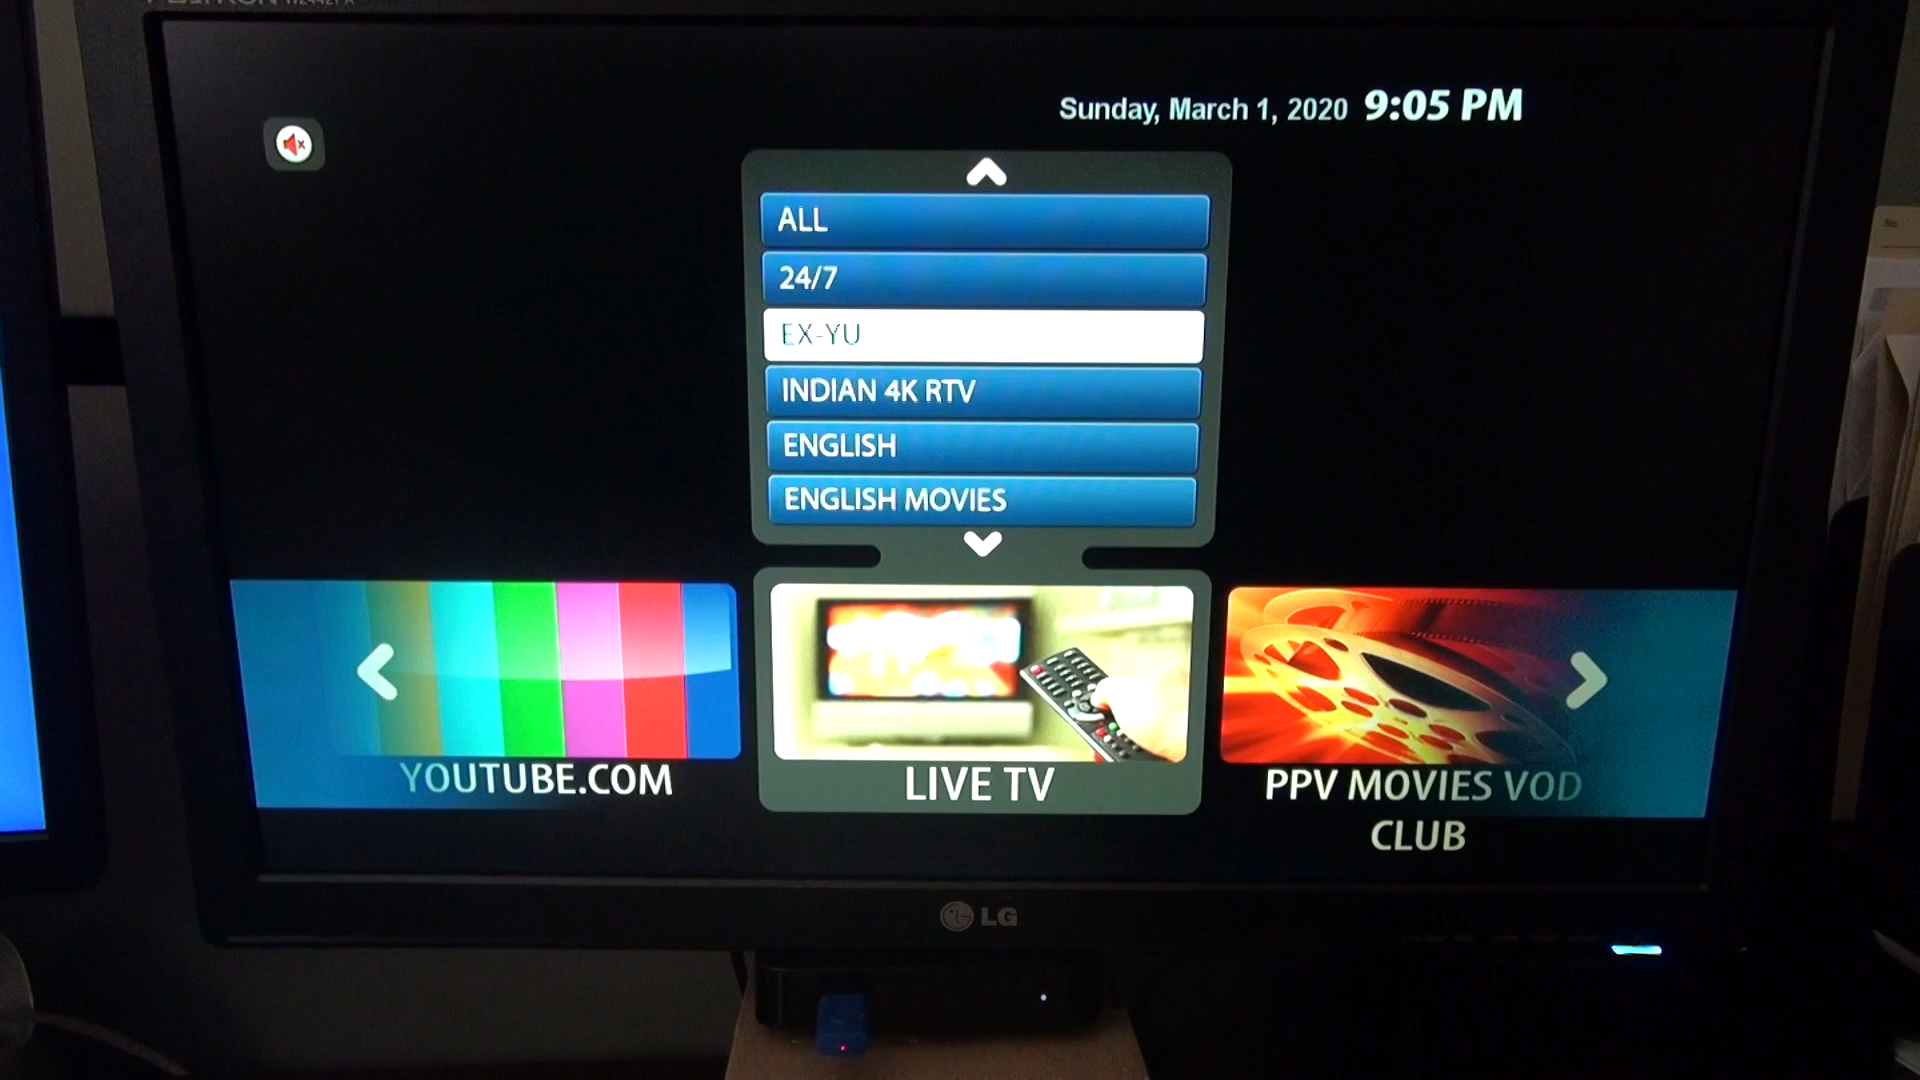 Sunday, March 1, 2020 9:05 PM
ALL
24/7
EX-YU
INDIAN 4K RTV
ENGLISH
ENGLISH MOVIES
YOUTUBE.COM
LIVE TV
PPV MOVIES VOD
CLUB
LG